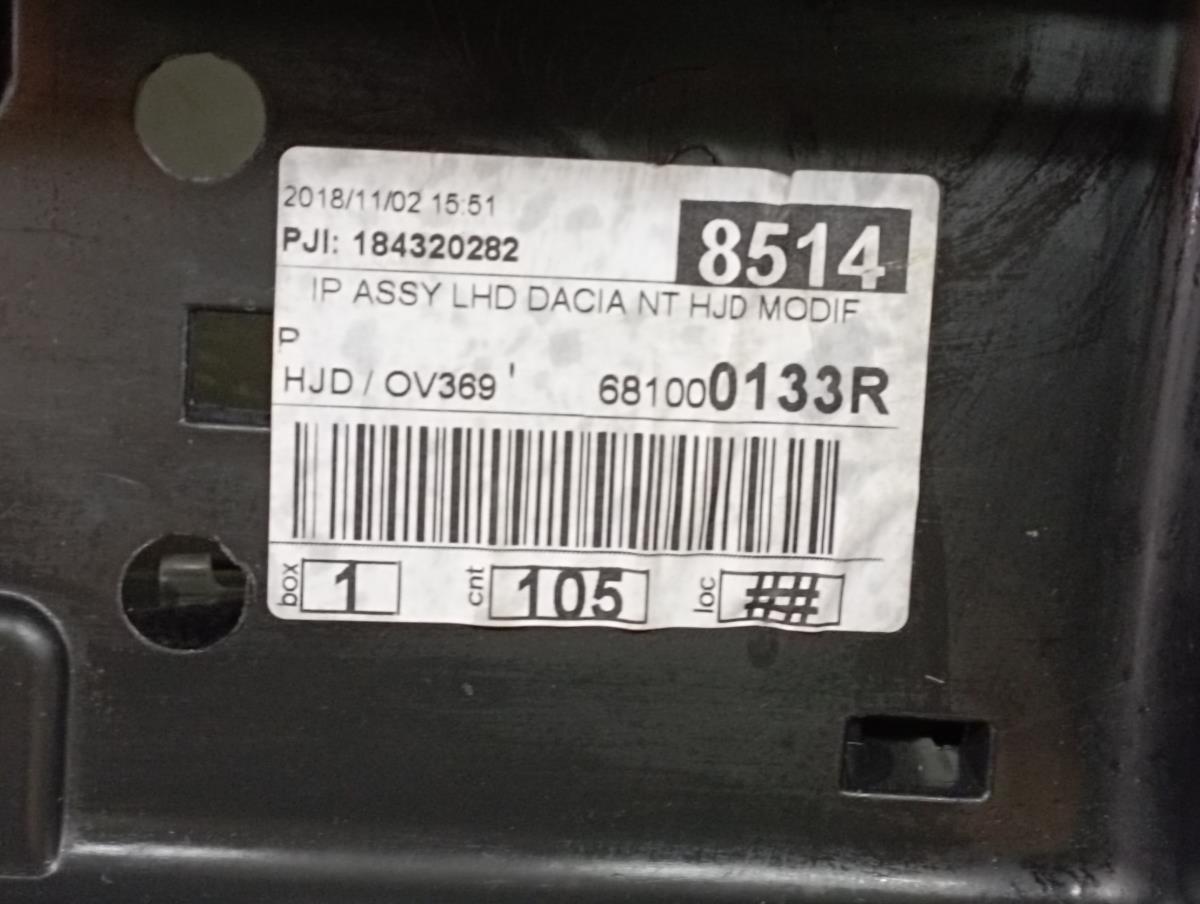 2018/11/02 15:51
PJI: 184320282
8514
IP ASSY LHD DACIA NT HJD MODIF
P
HJD / OV369 ' 681000133R
box 1 cnt 105 loc ##